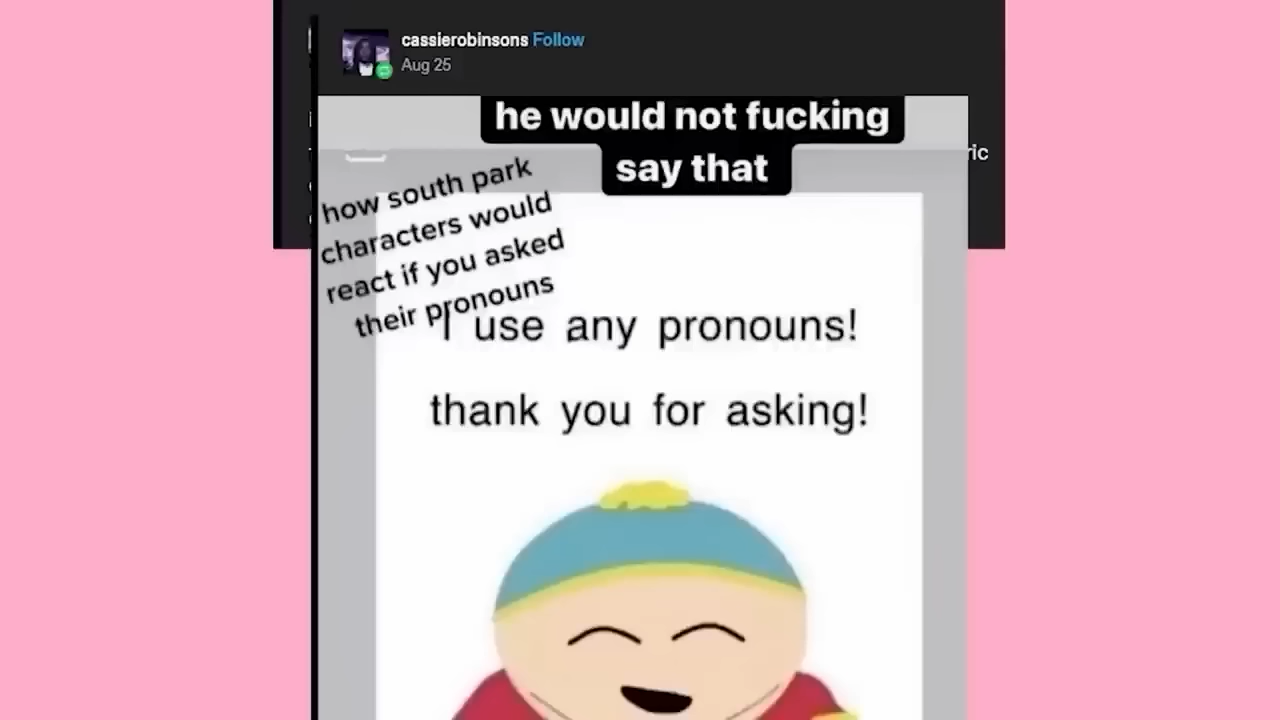 cassierobinsons Follow
Aug 25
he would not fucking
say that
ric
how south park
characters would
react if you asked
their pronouns
I use any pronouns!
thank you for asking!